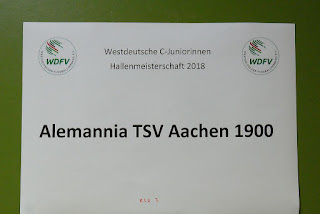 Westdeutsche C-Juniorinnen
Hallenmeisterschaft 2018
WDFV
WDFV
Alemannia TSV Aachen 1900